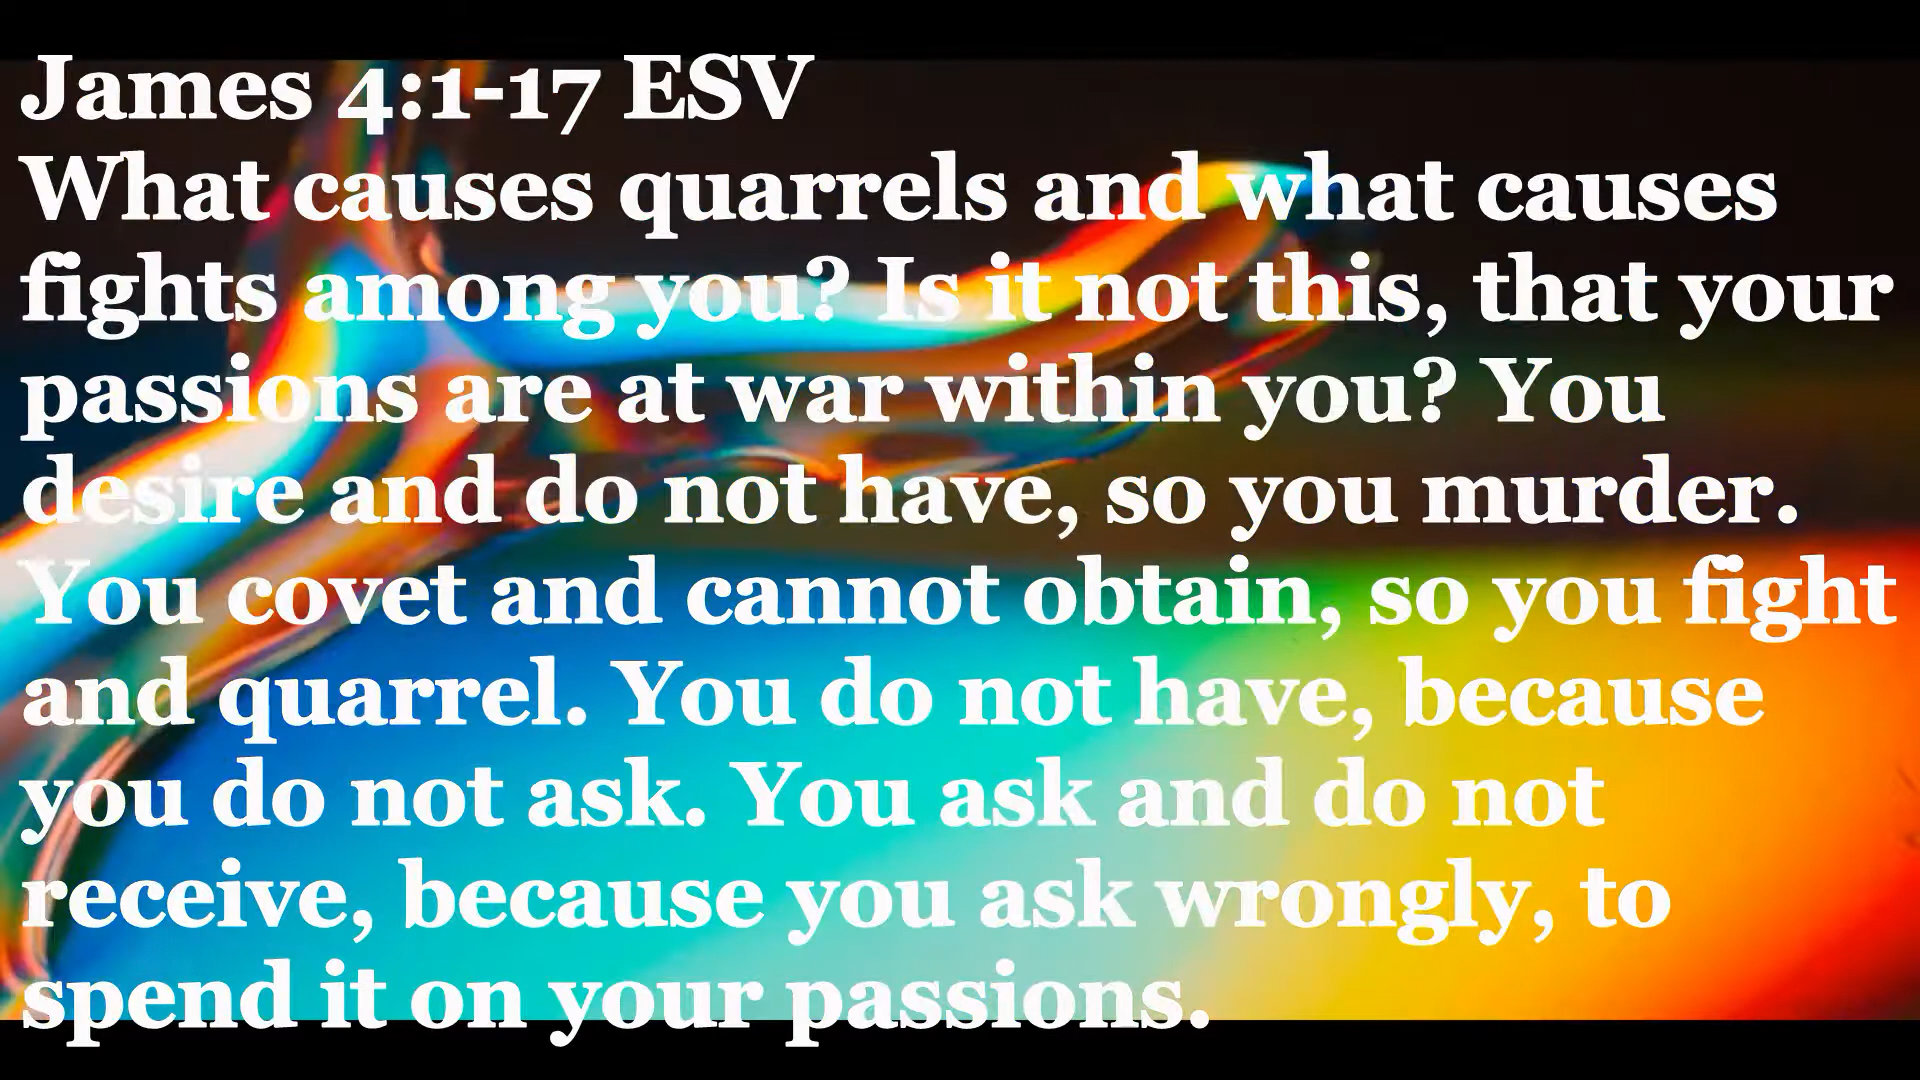 James 4:1-17 ESV
What causes quarrels and what causes
fights among you? Is it not this, that your
passions are at war within you? You
desire and do not have, so you murder.
You covet and cannot obtain, so you fight
and quarrel. You do not have, because
you do not ask. You ask and do not
receive, because you ask wrongly, to
spend it on your passions.